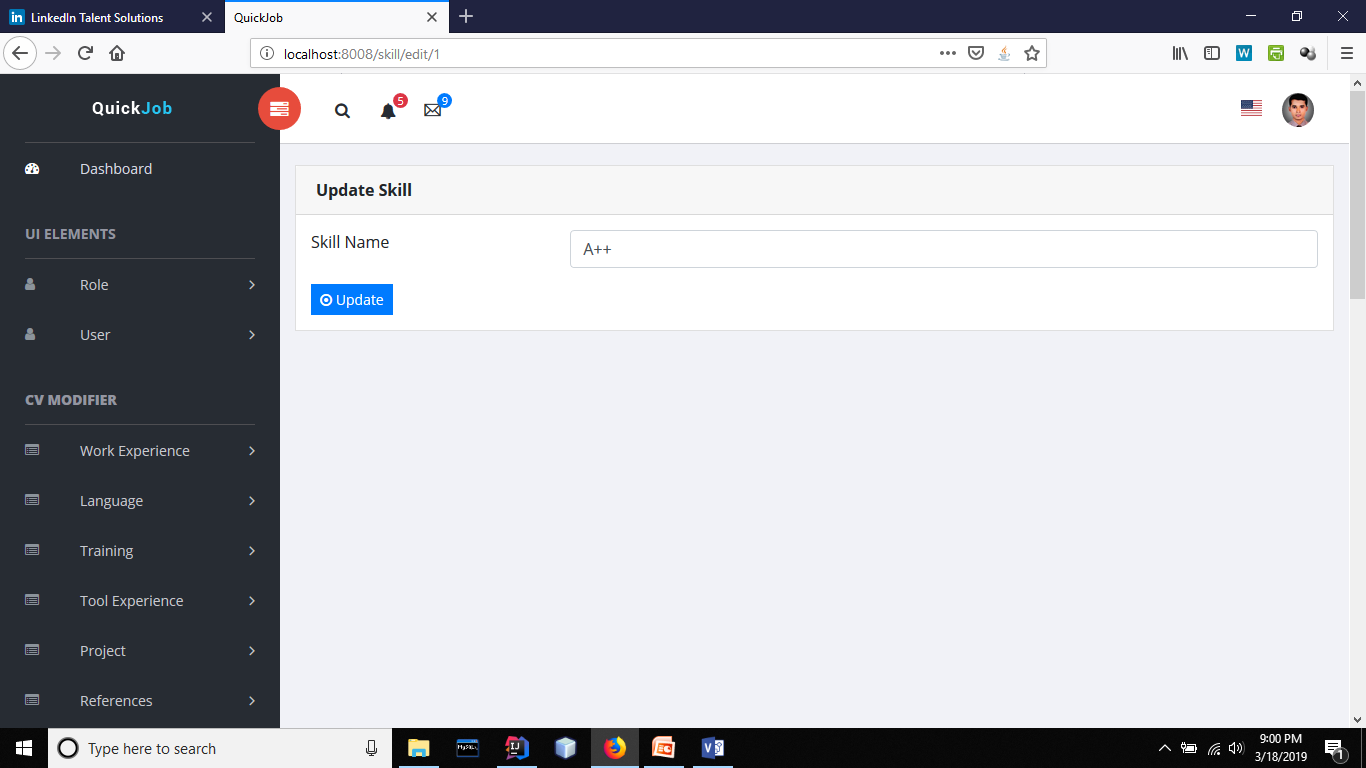 LinkedIn Talent Solutions
QuickJob
localhost:8008/skill/edit/1
QuickJob
5
9
Dashboard
Update Skill
UI ELEMENTS
Skill Name
A++
Role
Update
User
CV MODIFIER
Work Experience
Language
Training
Tool Experience
Project
References
Type here to search
9:00 PM
3/18/2019
1